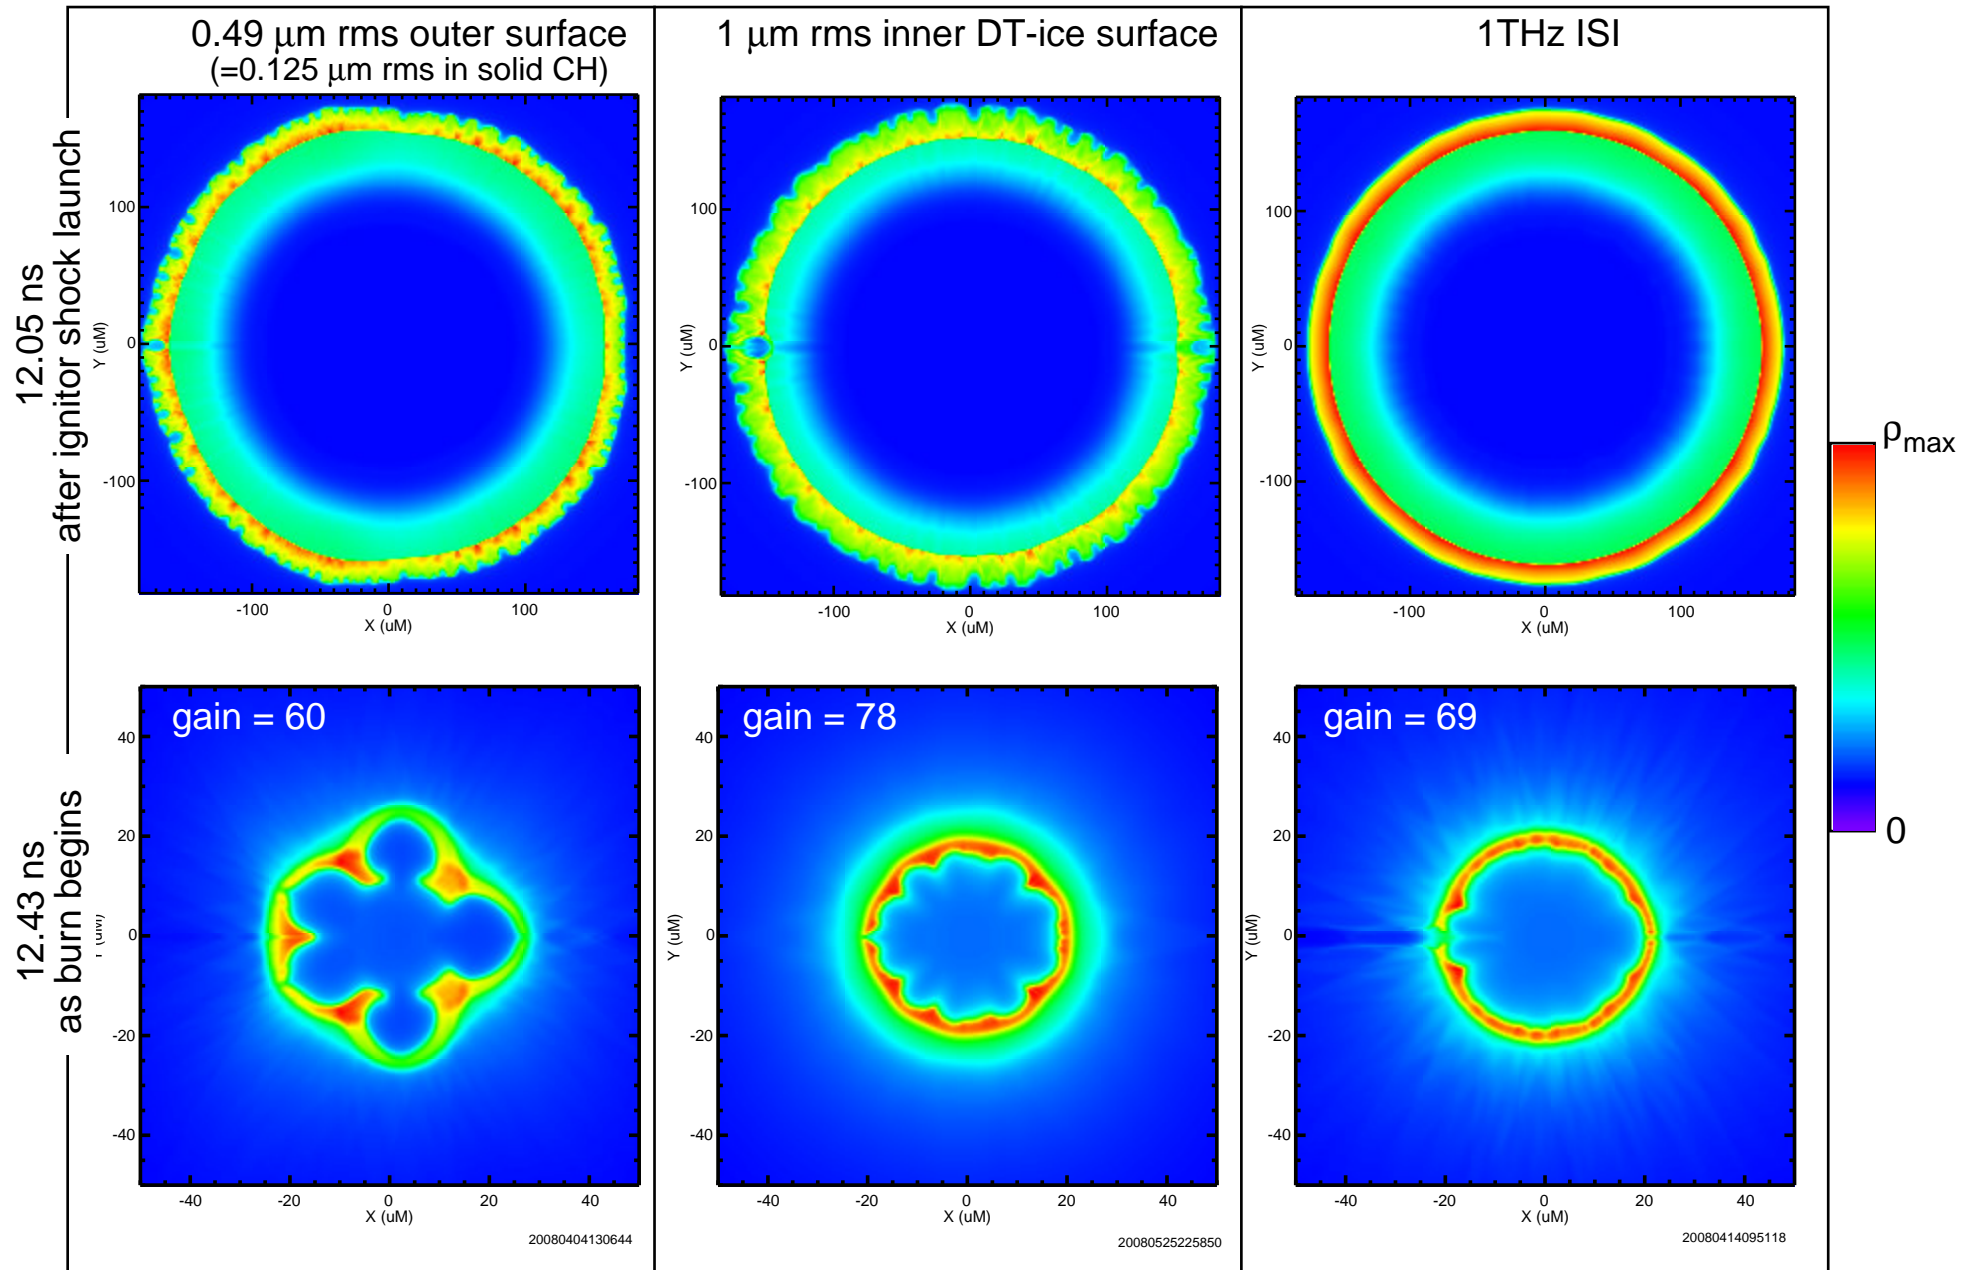 0.49 μm rms outer surface
(=0.125 μm rms in solid CH)
1 μm rms inner DT-ice surface
1THz ISI
12.05 ns
after ignitor shock launch
Y (uM)
100
0
-100
-100
0
100
X (uM)
Y (uM)
100
0
-100
-100
0
100
X (uM)
Y (uM)
100
0
-100
-100
0
100
X (uM)
ρmax
0
12.43 ns
as burn begins
gain = 60
40
20
0
-20
-40
-40
-20
0
20
40
X (uM)
20080404130644
gain = 78
Y (uM)
40
20
0
-20
-40
-40
-20
0
20
40
X (uM)
20080525225850
gain = 69
Y (uM)
40
20
0
-20
-40
-40
-20
0
20
40
X (uM)
20080414095118